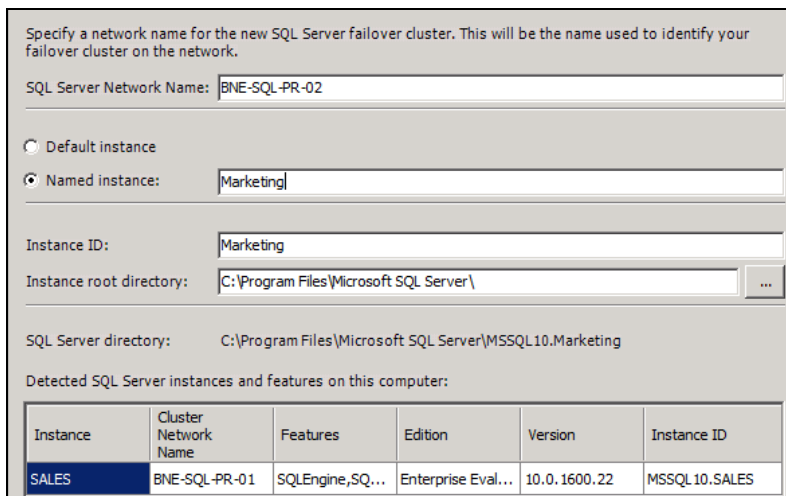 Specify a network name for the new SQL Server failover cluster. This will be the name used to identify your
failover cluster on the network.
SQL Server Network Name: BNE-SQL-PR-02
Default instance
Named instance: Marketing
Instance ID: Marketing
Instance root directory: C:\Program Files\Microsoft SQL Server\ ...
SQL Server directory: C:\Program Files\Microsoft SQL Server\MSSQL10.Marketing
Detected SQL Server instances and features on this computer:
Instance Cluster Network Name Features Edition Version Instance ID
SALES BNE-SQL-PR-01 SQLEngine,SQ... Enterprise Eval... 10.0.1600.22 MSSQL10.SALES